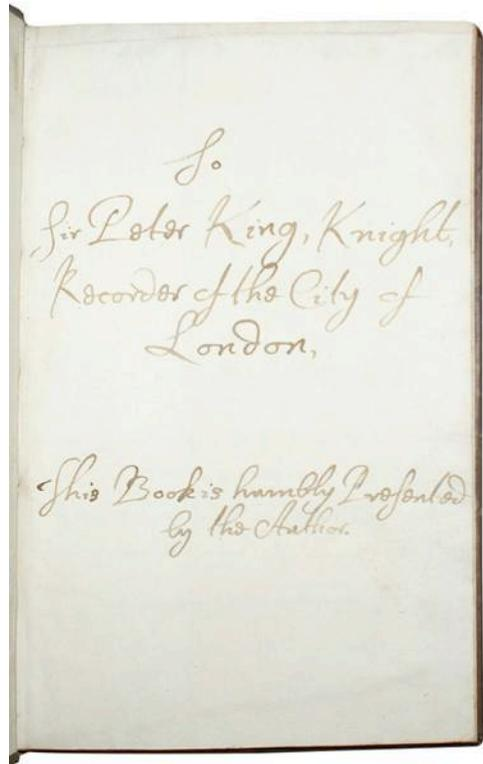 To
Sir Peter King, Knight,
Recorder of the City of
London,
This Book is humbly Presented
by the Author.